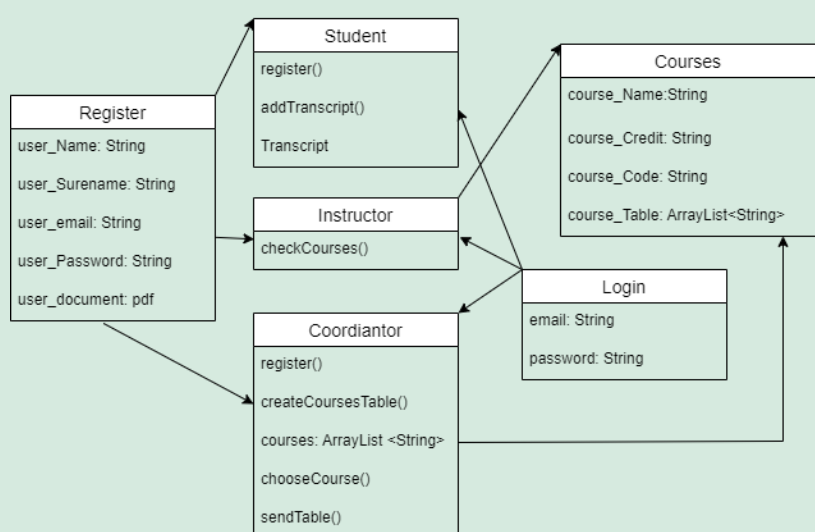 Register
user_Name: String
user_Surename: String
user_email: String
user_Password: String
user_document: pdf
Student
register()
addTranscript()
Transcript
Instructor
checkCourses()
Coordiantor
register()
createCoursesTable()
courses: ArrayList <String>
chooseCourse()
sendTable()
Courses
course_Name:String
course_Credit: String
course_Code: String
course_Table: ArrayList<String>
Login
email: String
password: String